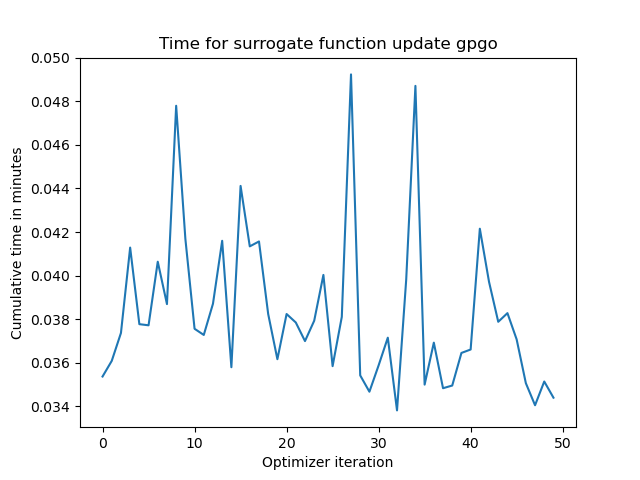 Time for surrogate function update gpgo
Cumulative time in minutes
0.050
0.048
0.046
0.044
0.042
0.040
0.038
0.036
0.034
0 10 20 30 40 50
Optimizer iteration